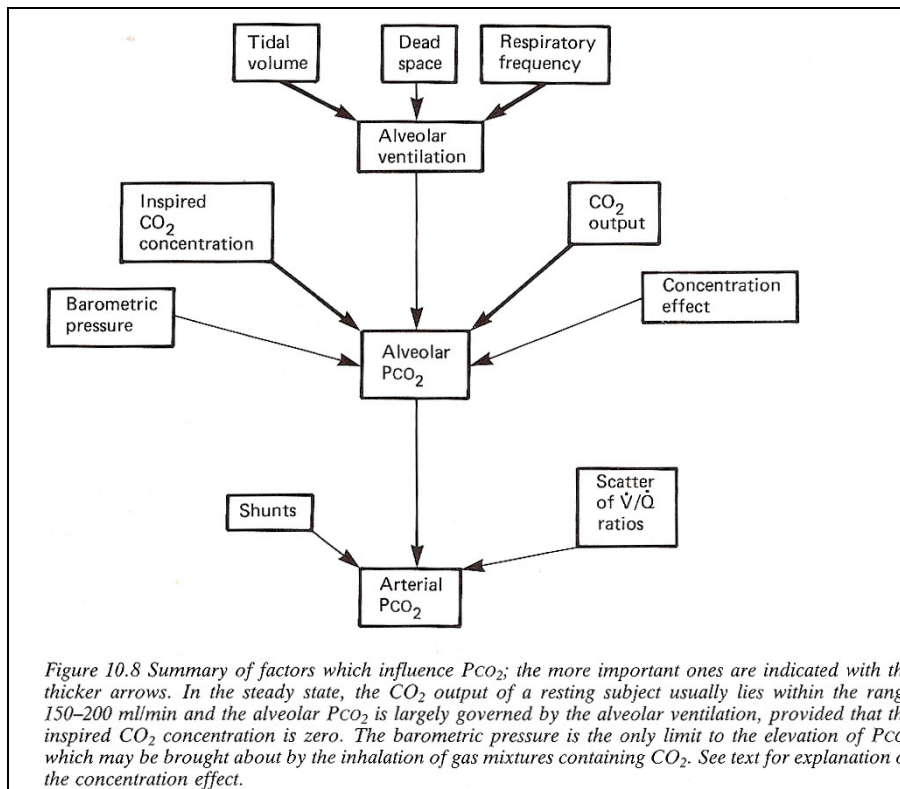 Tidal
volume
Dead
space
Respiratory
frequency
Alveolar
ventilation
Inspired
CO2
concentration
CO2
output
Barometric
pressure
Concentration
effect
Alveolar
PCO2
Shunts
Scatter
of V̇/Q̇
ratios
Arterial
PCO2
Figure 10.8 Summary of factors which influence PCO2; the more important ones are indicated with th
thicker arrows. In the steady state, the CO2 output of a resting subject usually lies within the rang
150–200 ml/min and the alveolar PCO2 is largely governed by the alveolar ventilation, provided that th
inspired CO2 concentration is zero. The barometric pressure is the only limit to the elevation of PCO
which may be brought about by the inhalation of gas mixtures containing CO2. See text for explanation o
the concentration effect.